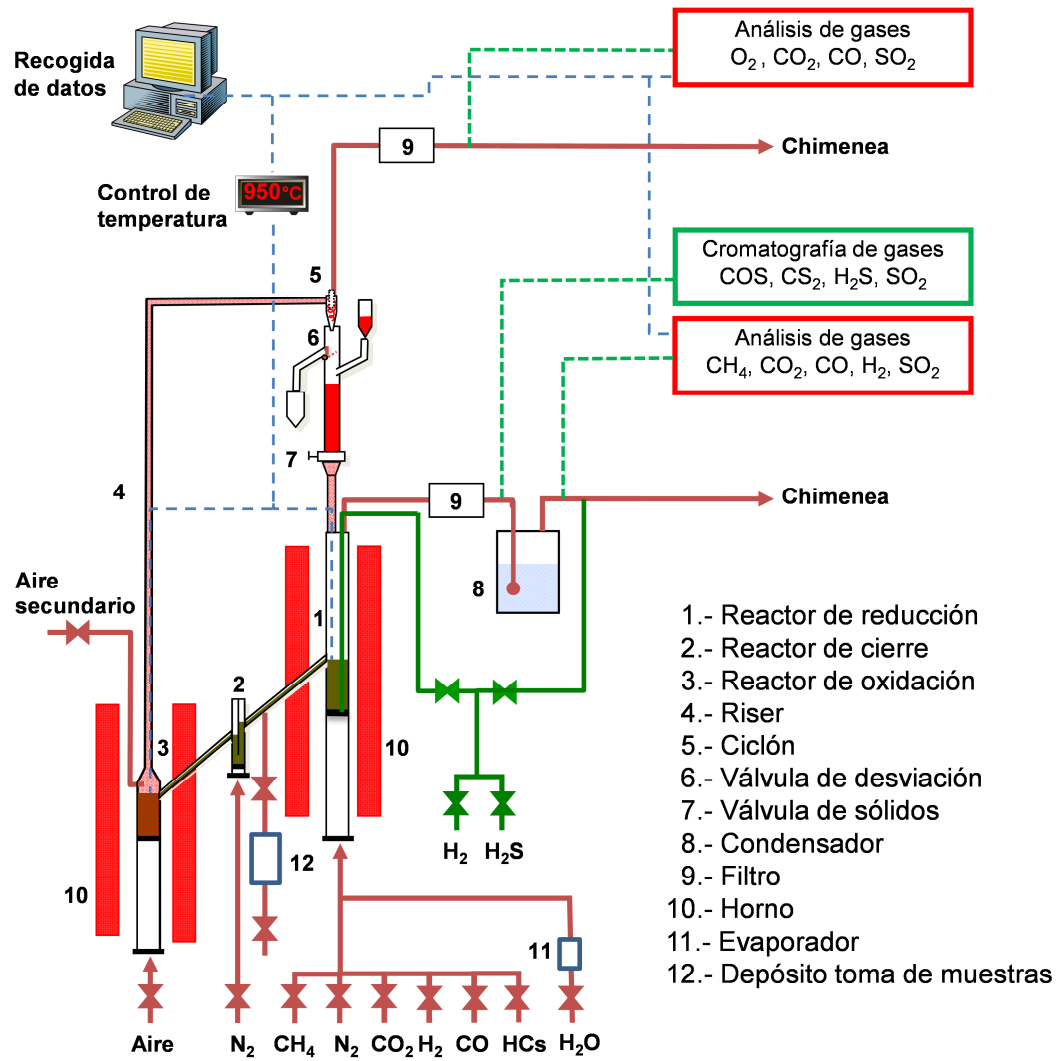 Recogida
de datos
Control de
temperatura
950°C
Análisis de gases
O2 , CO2, CO, SO2
9
Chimenea
Cromatografía de gases
COS, CS2, H2S, SO2
Análisis de gases
CH4, CO2, CO, H2, SO2
5
6
7
4
9
Chimenea
8
Aire
secundario
1
2
3
10
10
12
H2
H2S
11
Aire
N2
CH4
N2
CO2
H2
CO
HCs
H2O
1.- Reactor de reducción
2.- Reactor de cierre
3.- Reactor de oxidación
4.- Riser
5.- Ciclón
6.- Válvula de desviación
7.- Válvula de sólidos
8.- Condensador
9.- Filtro
10.- Horno
11.- Evaporador
12.- Depósito toma de muestras